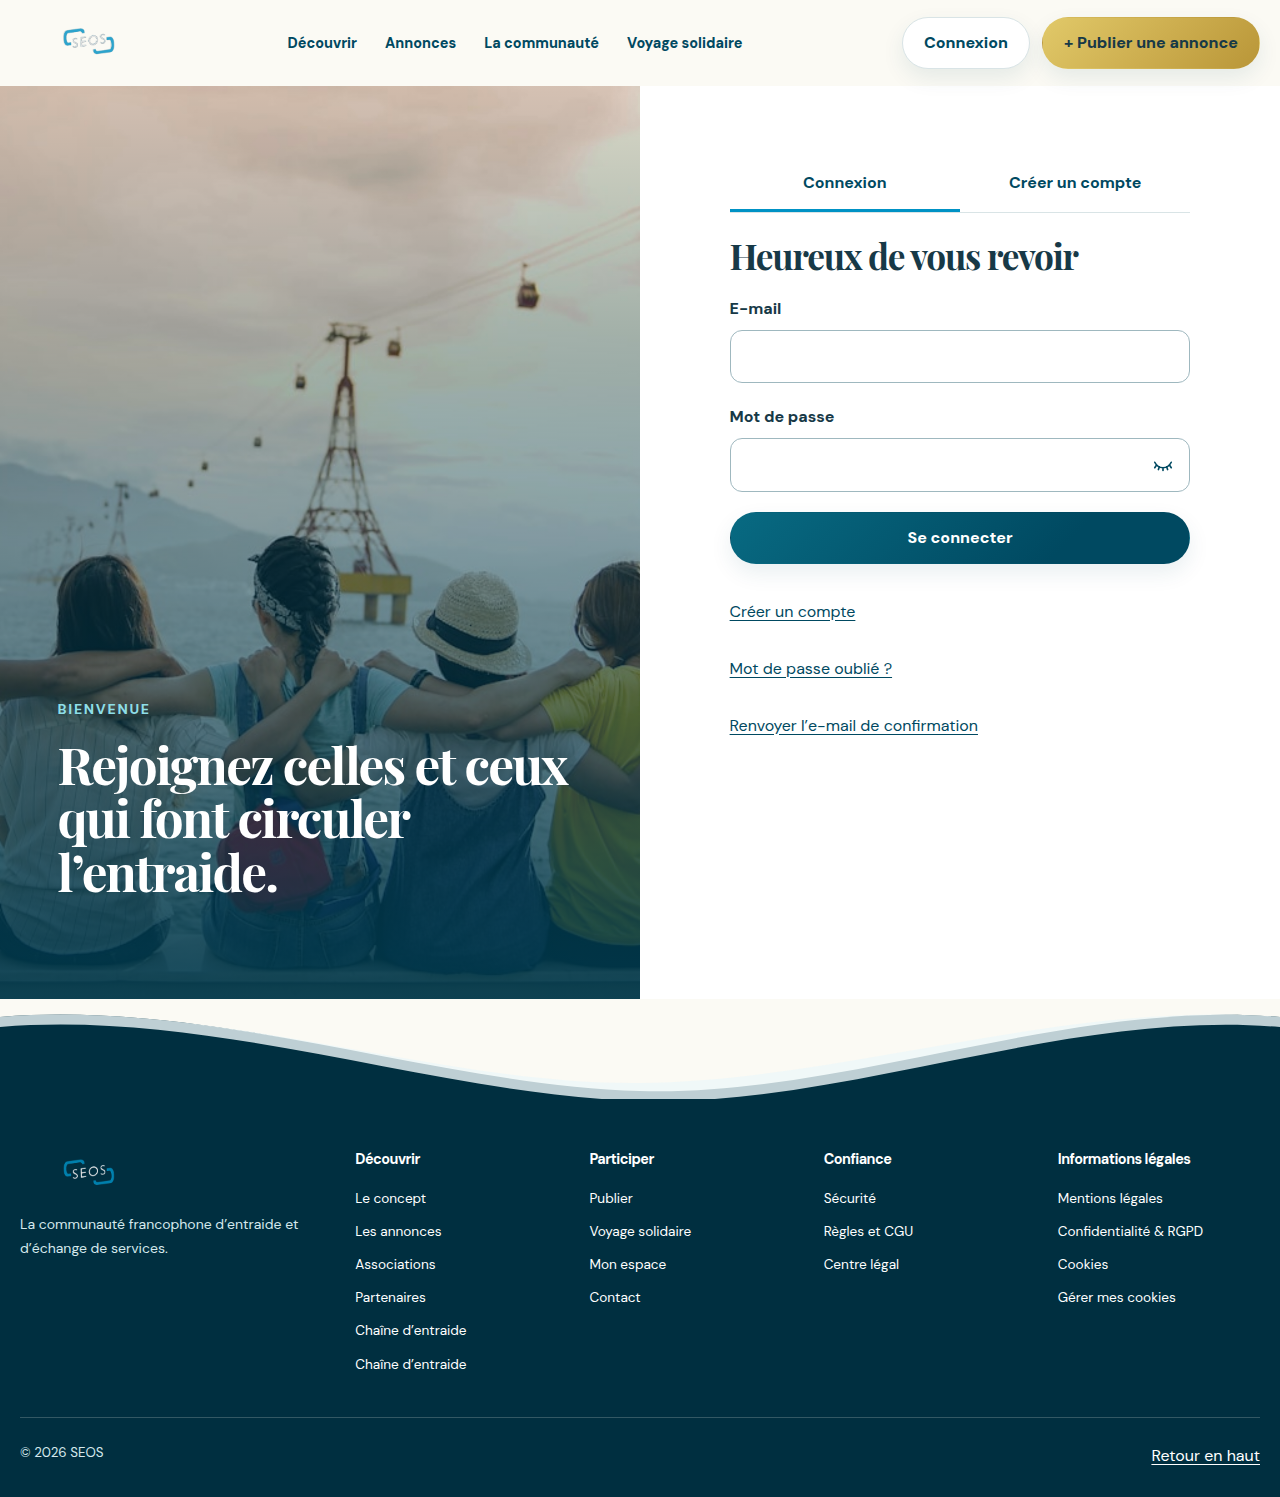 SEOS
Découvrir
Annonces
La communauté
Voyage solidaire
Connexion
+ Publier une annonce
BIENVENUE
Rejoignez celles et ceux
qui font circuler
l’entraide.
Connexion
Créer un compte
Heureux de vous revoir
E-mail
Mot de passe
Se connecter
Créer un compte
Mot de passe oublié ?
Renvoyer l’e-mail de confirmation
SEOS
La communauté francophone d’entraide et
d’échange de services.
Découvrir
Le concept
Les annonces
Associations
Partenaires
Chaîne d’entraide
Chaîne d’entraide
Participer
Publier
Voyage solidaire
Mon espace
Contact
Confiance
Sécurité
Règles et CGU
Centre légal
Informations légales
Mentions légales
Confidentialité & RGPD
Cookies
Gérer mes cookies
© 2026 SEOS
Retour en haut